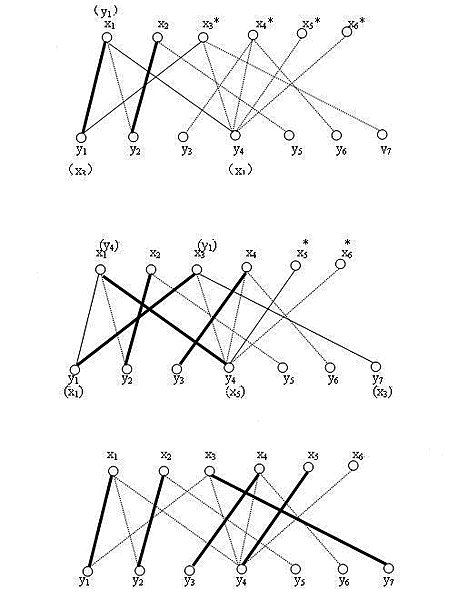 (y1)
x1 x2 x3* x4* x5* x6*
y1 y2 y3 y4 y5 y6 y7
(x3) (x1)
(y4) (y1) * *
x1 x2 x3 x4 x5 x6
y1 y2 y3 y4 y5 y6 y7
(x1) (x5) (x3)
x1 x2 x3 x4 x5 x6
y1 y2 y3 y4 y5 y6 y7